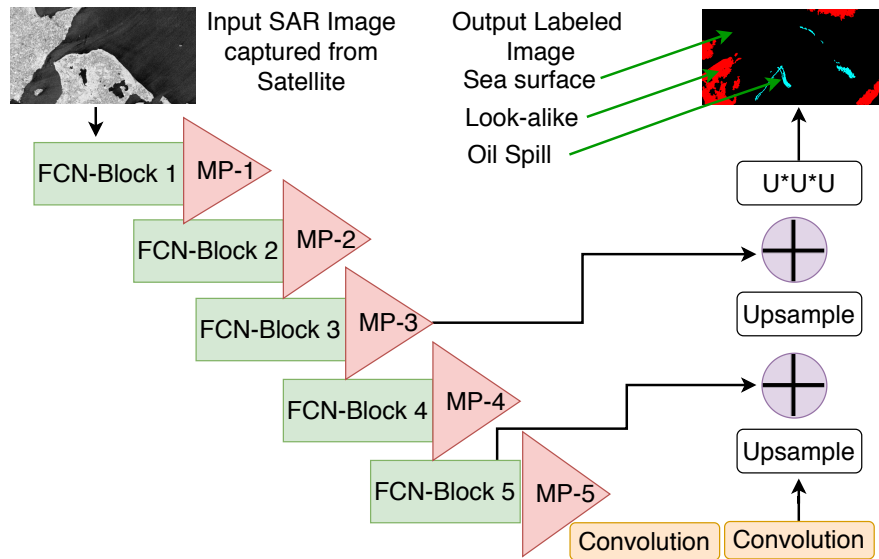 Input SAR Image
captured from
Satellite
Output Labeled
Image
Sea surface
Look-alike
Oil Spill
FCN-Block 1
MP-1
U*U*U
FCN-Block 2
MP-2
FCN-Block 3
MP-3
Upsample
FCN-Block 4
MP-4
Upsample
FCN-Block 5
MP-5
Convolution
Convolution